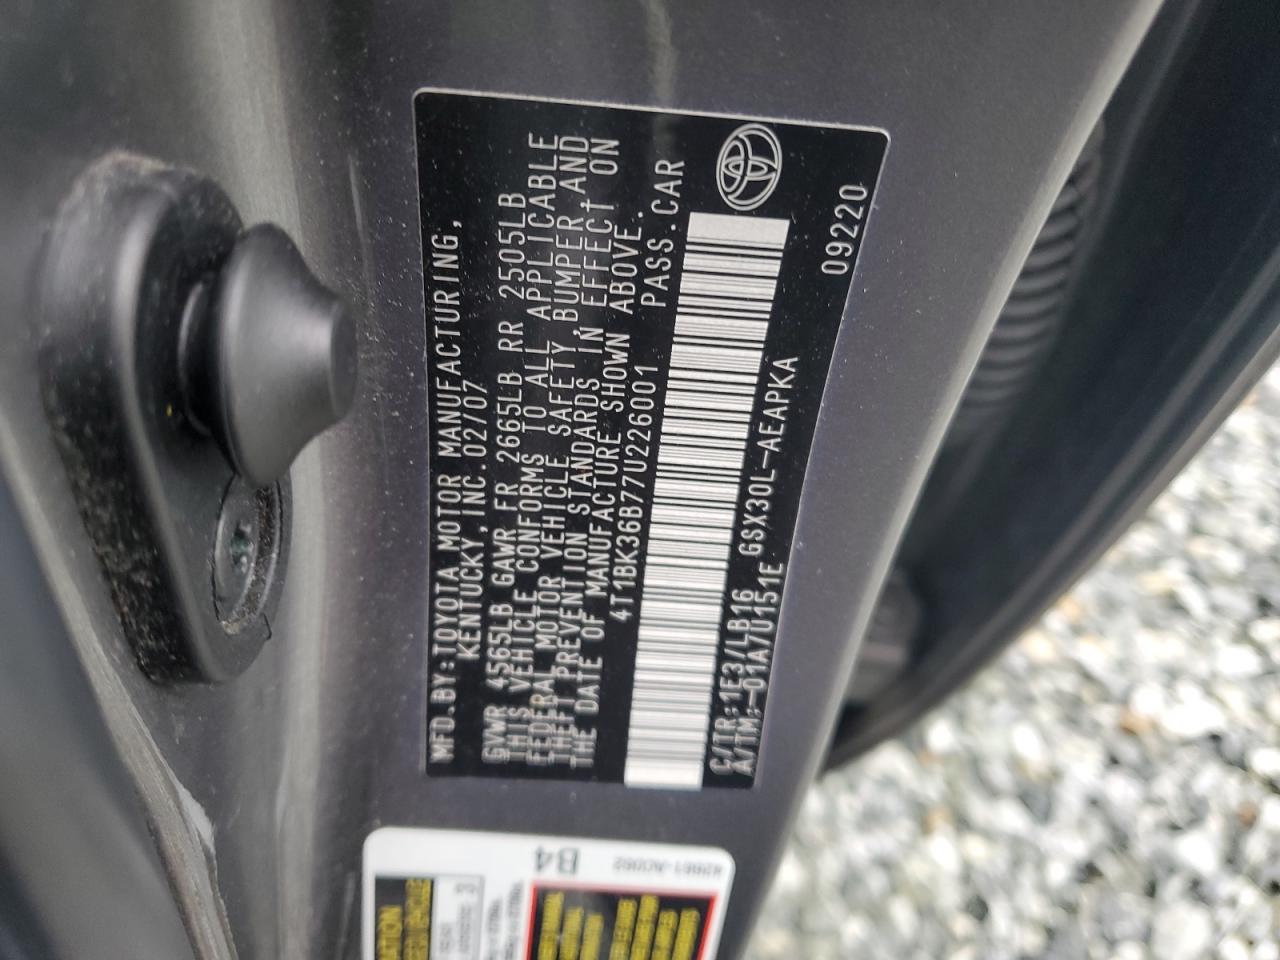 MFD.BY:TOYOTA MOTOR MANUFACTURING,
KENTUCKY,INC.02/07
GVWR 4565LB GAWR FR 2665LB RR 2505LB
THIS VEHICLE CONFORMS TO ALL APPLICABLE
FEDERAL MOTOR VEHICLE SAFETY,BUMPER,AND
THEFT PREVENTION STANDARDS IN EFFECT ON
THE DATE OF MANUFACTURE SHOWN ABOVE.
4T1BK36B77U226001 PASS.CAR
C/TR:1E3/LB16
A/TM:-01A/U151E GSX30L-AEAPKA
09220
B4